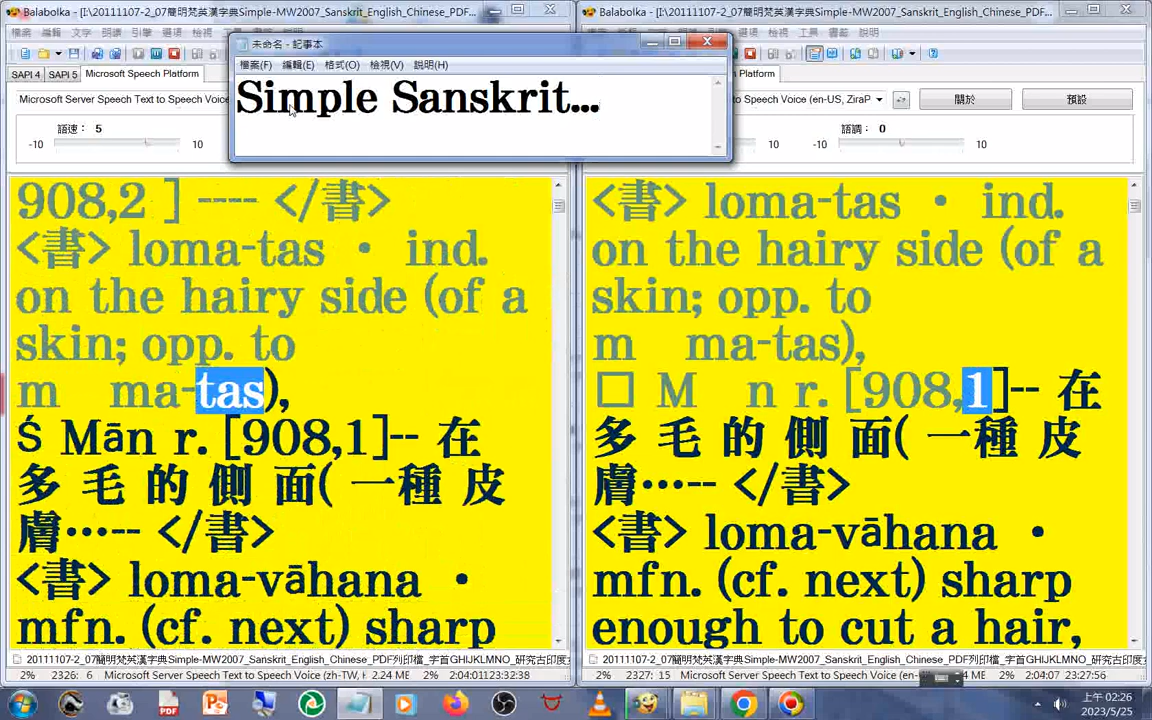 Balabolka - [I:\20111107-2_07簡明梵英漢字典Simple-MW2007_Sanskrit_English_Chinese_PDF...
Balabolka - [I:\20111107-2_07簡明梵英漢字典Simple-MW2007_Sanskrit_English_Chinese_PDF...
未命名 - 記事本
檔案(F) 編輯(E) 格式(O) 檢視(V) 說明(H)
Simple Sanskrit...
SAPI 4 SAPI 5 Microsoft Speech Platform
Platform
Microsoft Server Speech Text to Speech Voice
Speech Voice (en-US, ZiraP
關於
預設
語速： 5
-10 10
語調： 0
10 -10 10
908,2 ] ---- </書>
<書> loma-tas • ind.
on the hairy side (of a
skin; opp. to
m ma-tas),
Ś Mān r. [908,1]-- 在
多 毛 的 側 面( 一種 皮
膚…-- </書>
<書> loma-vāhana •
mfn. (cf. next) sharp
<書> loma-tas • ind.
on the hairy side (of a
skin; opp. to
m ma-tas),
□ M n r. [908,1]-- 在
多 毛 的 側 面( 一種 皮
膚…-- </書>
<書> loma-vāhana •
mfn. (cf. next) sharp
enough to cut a hair,
20111107-2_07簡明梵英漢字典Simple-MW2007_Sanskrit_English_Chinese_PDF列印檔_字首GHIJKLMNO_研究古印度
20111107-2_07簡明梵英漢字典Simple-MW2007_Sanskrit_English_Chinese_PDF列印檔_字首GHIJKLMNO_研究古印度
2% 2326: 6 Microsoft Server Speech Text to Speech Voice (zh-TW, 2.24 MB 2% 2:04:01123:32:38
2% 2327: 15 Microsoft Server Speech Text to Speech Voice 2% 2:04:07 23:27:56
上午 02:26
2023/5/25